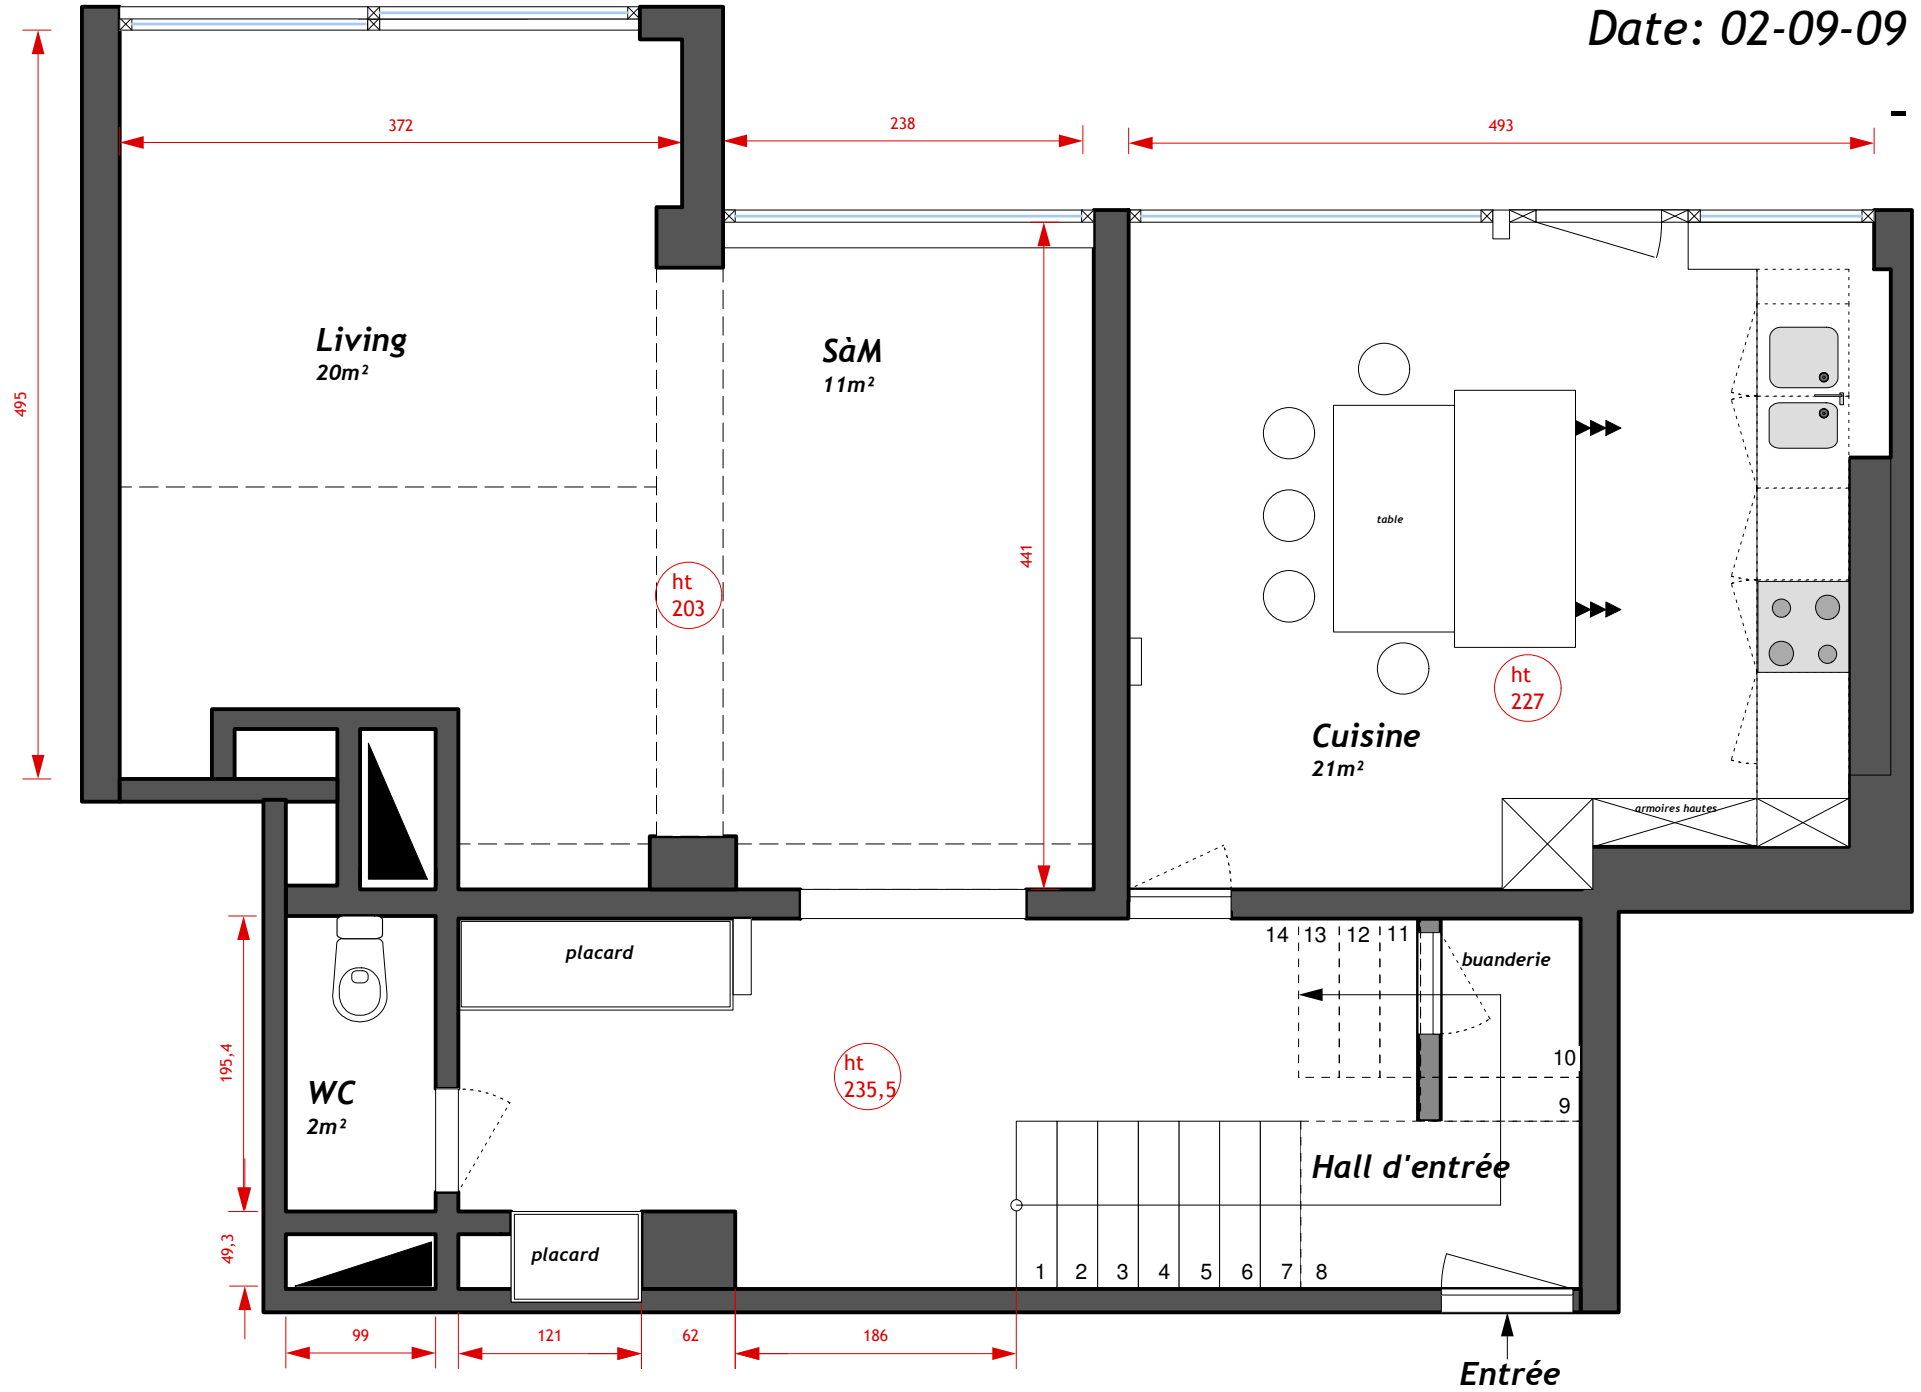 Date: 02-09-09
-
372
238
493
495
Living
20m²
SàM
11m²
441
table
ht
203
ht
227
Cuisine
21m²
armoires hautes
placard
14 13 12 11
buanderie
195,4
ht
235,5
10
9
WC
2m²
Hall d'entrée
49,3
placard
1 2 3 4 5 6 7 8
99
121
62
186
Entrée